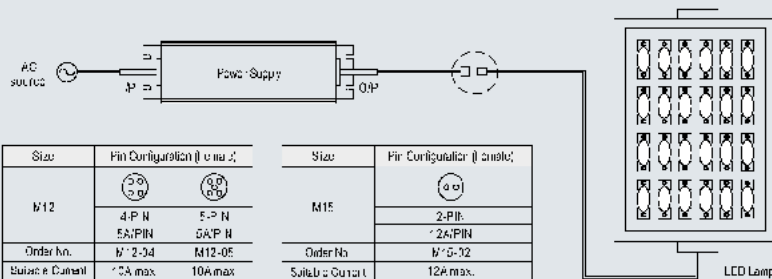 AC
source
Power Supply
I/P
O/P
Size
Pin Configuration (Female)
M12
4-PIN
5-PIN
5A/PIN
5A/PIN
Order No.
M12-04
M12-05
Suitable Current
10A max
10A max
Size
Pin Configuration (Female)
M15
2-PIN
12A/PIN
Order No
M15-02
Suitable Current
12A max.
LED Lamp